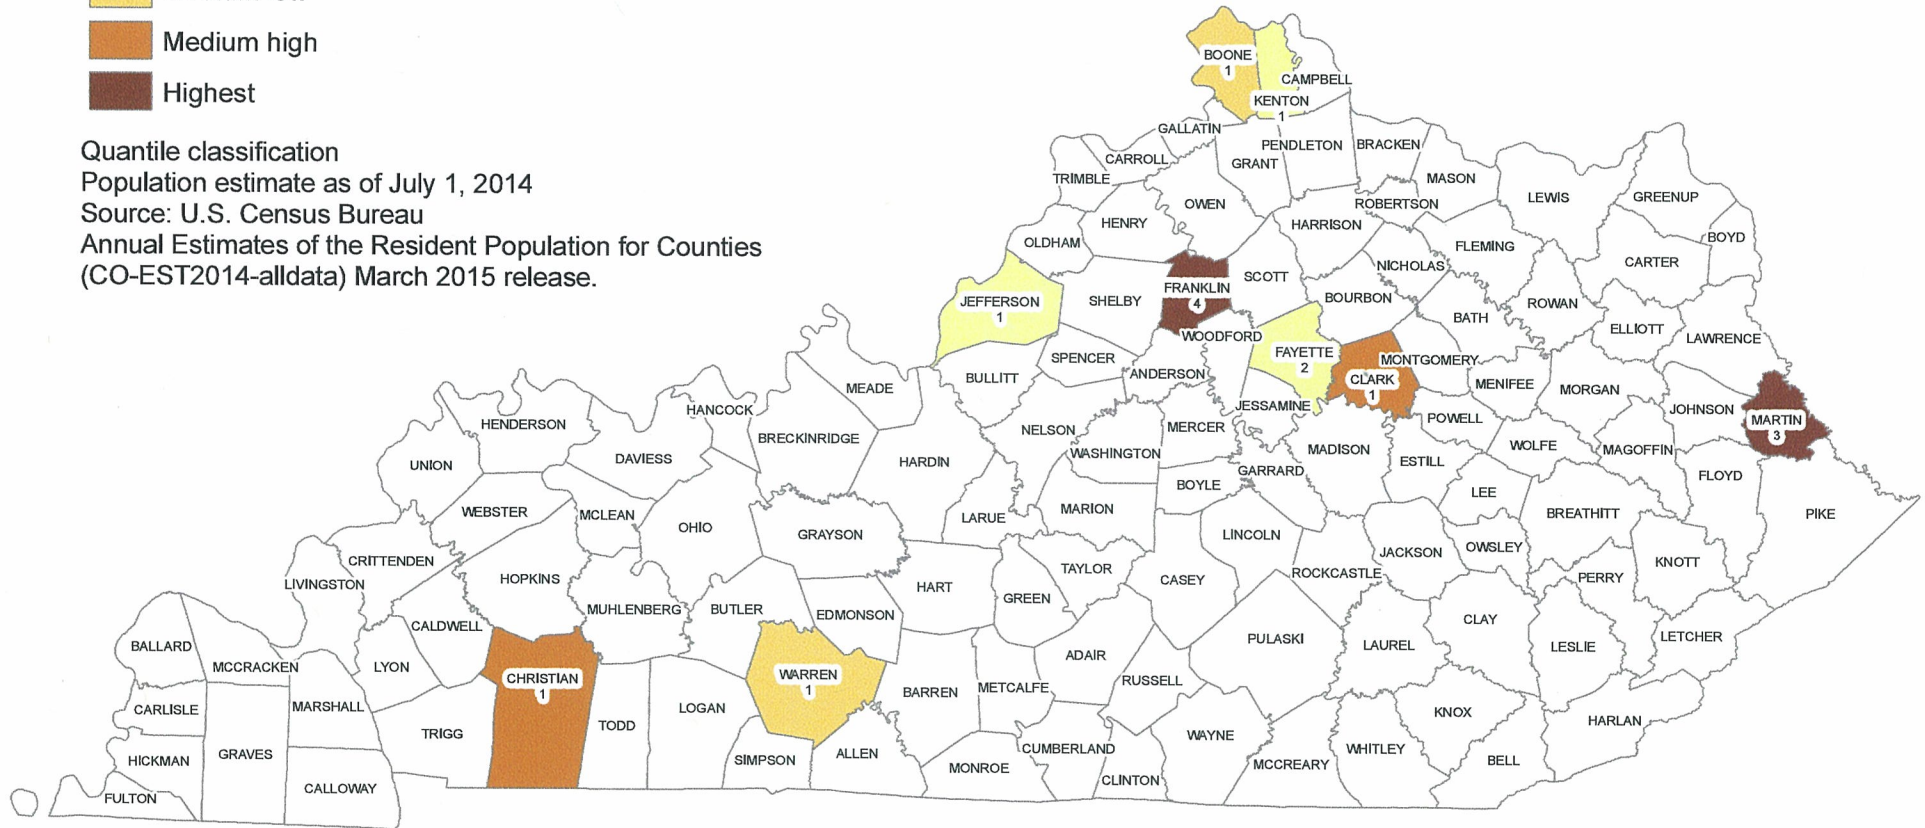 Medium high
Highest
Quantile classification
Population estimate as of July 1, 2014
Source: U.S. Census Bureau
Annual Estimates of the Resident Population for Counties
(CO-EST2014-alldata) March 2015 release.
BOONE
1
CAMPBELL
KENTON
1
GALLATIN
PENDLETON
BRACKEN
CARROLL
GRANT
TRIMBLE
MASON
LEWIS
GREENUP
OWEN
ROBERTSON
HENRY
HARRISON
OLDHAM
FLEMING
BOYD
CARTER
NICHOLAS
SCOTT
FRANKLIN
4
JEFFERSON
1
SHELBY
BOURBON
ROWAN
BATH
ELLIOTT
WOODFORD
LAWRENCE
FAYETTE
2
SPENCER
MONTGOMERY
ANDERSON
BULLITT
CLARK
1
MENIFEE
MORGAN
MEADE
HANCOCK
JESSAMINE
JOHNSON
MARTIN
3
POWELL
HENDERSON
MERCER
NELSON
BRECKINRIDGE
WOLFE
MADISON
MAGOFFIN
WASHINGTON
DAVIESS
UNION
HARDIN
ESTILL
GARRARD
FLOYD
BOYLE
LEE
MARION
WEBSTER
MCLEAN
BREATHITT
PIKE
LARUE
OHIO
GRAYSON
LINCOLN
OWSLEY
JACKSON
CRITTENDEN
KNOTT
TAYLOR
ROCKCASTLE
PERRY
HOPKINS
CASEY
LIVINGSTON
HART
GREEN
MUHLENBERG
BUTLER
EDMONSON
CLAY
CALDWELL
PULASKI
LETCHER
BALLARD
LAUREL
LESLIE
ADAIR
MCCRACKEN
LYON
WARREN
1
CHRISTIAN
1
RUSSELL
METCALFE
BARREN
MARSHALL
LOGAN
CARLISLE
KNOX
HARLAN
TODD
TRIGG
WAYNE
CUMBERLAND
WHITLEY
GRAVES
ALLEN
HICKMAN
SIMPSON
BELL
MCCREARY
MONROE
CLINTON
CALLOWAY
FULTON